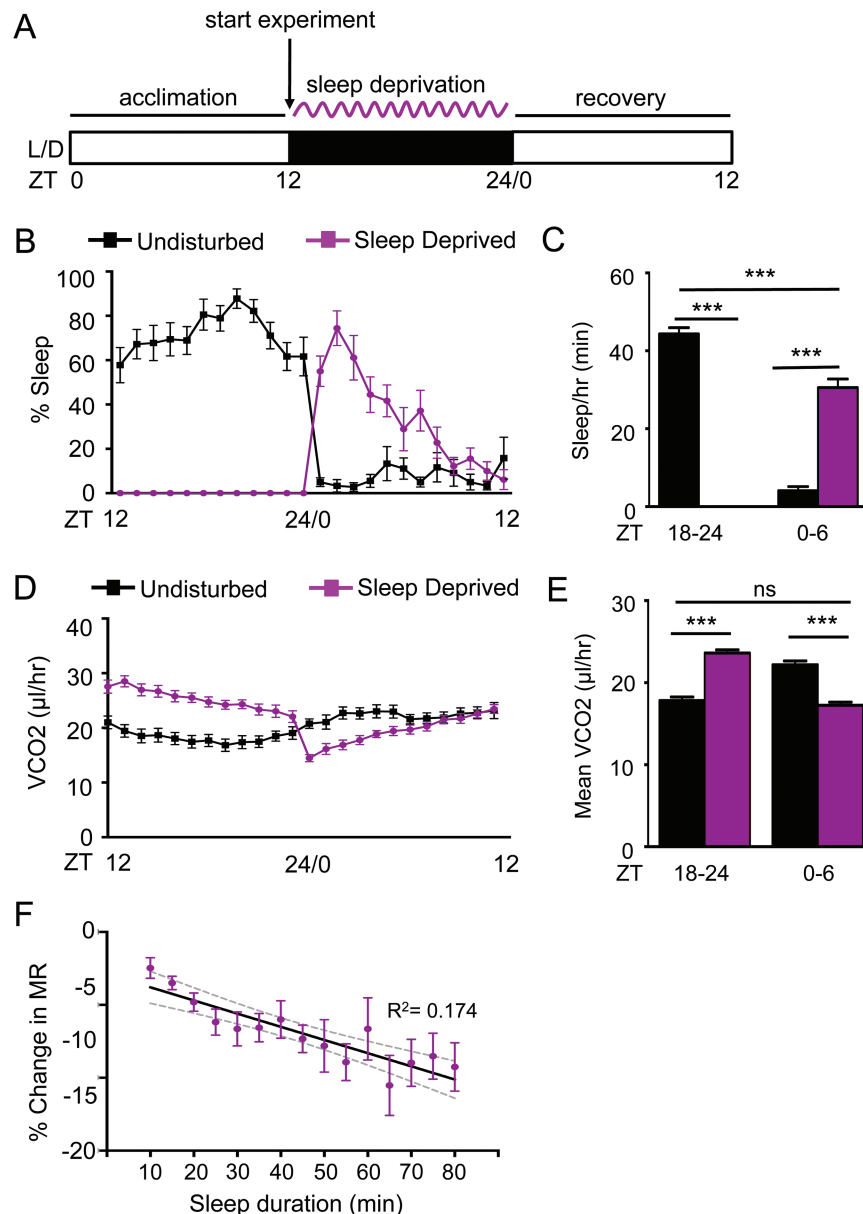 A
start experiment
acclimation
sleep deprivation
recovery
L/D
ZT 0 12 24/0 12
B
Undisturbed Sleep Deprived
% Sleep
100
80
60
40
20
0
ZT 12 24/0 12
C
Sleep/hr (min)
60
40
20
0
***
***
***
ZT 18-24 0-6
D
Undisturbed Sleep Deprived
VCO2 (µl/hr)
40
30
20
10
0
ZT 12 24/0 12
E
Mean VCO2 (µl/hr)
30
20
10
0
ns
*** ***
ZT 18-24 0-6
F
% Change in MR
0
-5
-10
-15
-20
R²= 0.174
10 20 30 40 50 60 70 80
Sleep duration (min)